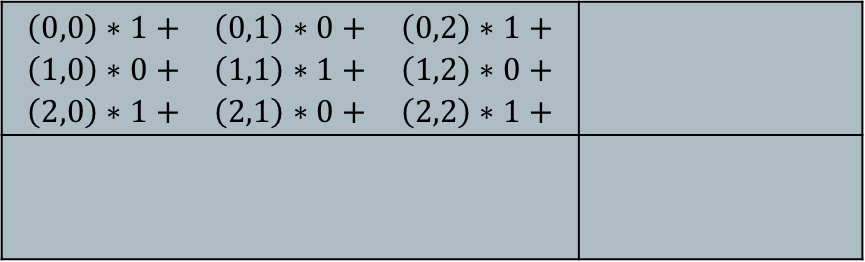 (0,0) ∗ 1 + (0,1) ∗ 0 + (0,2) ∗ 1 +
(1,0) ∗ 0 + (1,1) ∗ 1 + (1,2) ∗ 0 +
(2,0) ∗ 1 + (2,1) ∗ 0 + (2,2) ∗ 1 +